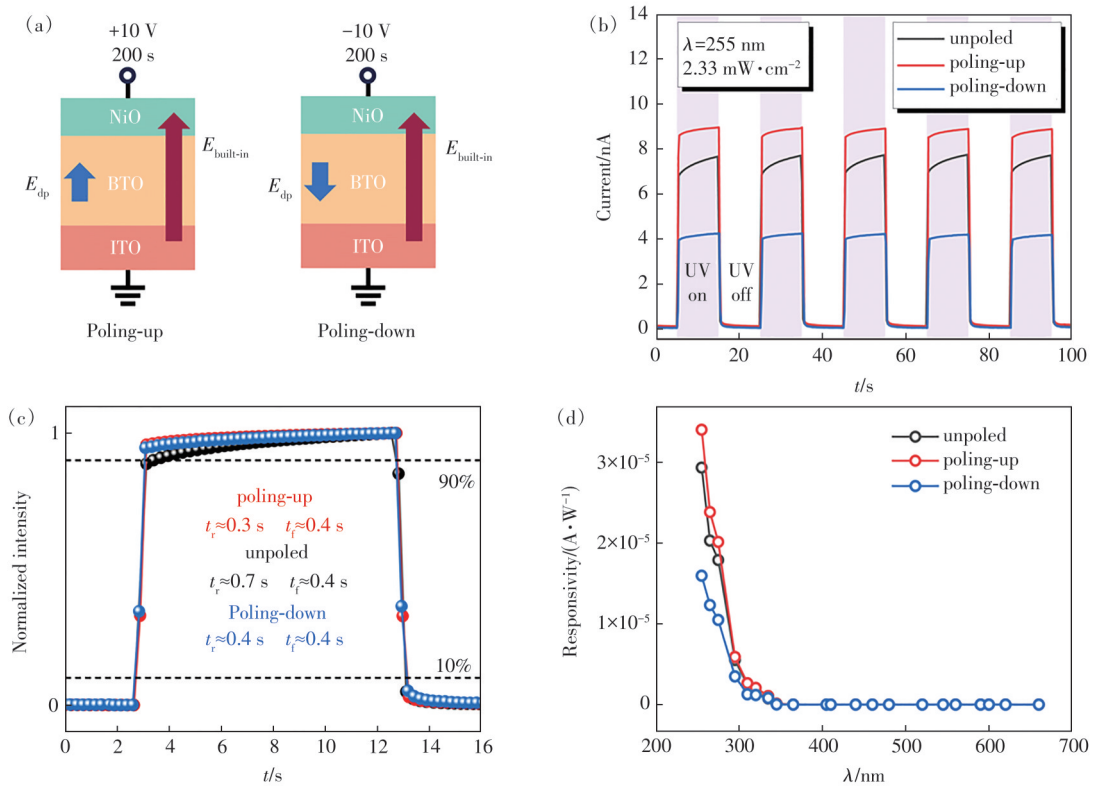 (a)
+10 V
200 s
NiO
E_built-in
E_dp
BTO
ITO
Poling-up
−10 V
200 s
NiO
E_built-in
E_dp
BTO
ITO
Poling-down
(b)
λ=255 nm
2.33 mW·cm⁻²
unpoled
poling-up
poling-down
Current/nA
14
12
10
8
6
4
2
0
UV on
UV off
0 20 40 60 80 100
t/s
(c)
Normalized intensity
1
0
90%
poling-up
t_r≈0.3 s t_f≈0.4 s
unpoled
t_r≈0.7 s t_f≈0.4 s
Poling-down
t_r≈0.4 s t_f≈0.4 s
10%
0 2 4 6 8 10 12 14 16
t/s
(d)
unpoled
poling-up
poling-down
Responsivity/(A·W⁻¹)
3×10⁻⁵
2×10⁻⁵
1×10⁻⁵
0
200 300 400 500 600 700
λ/nm